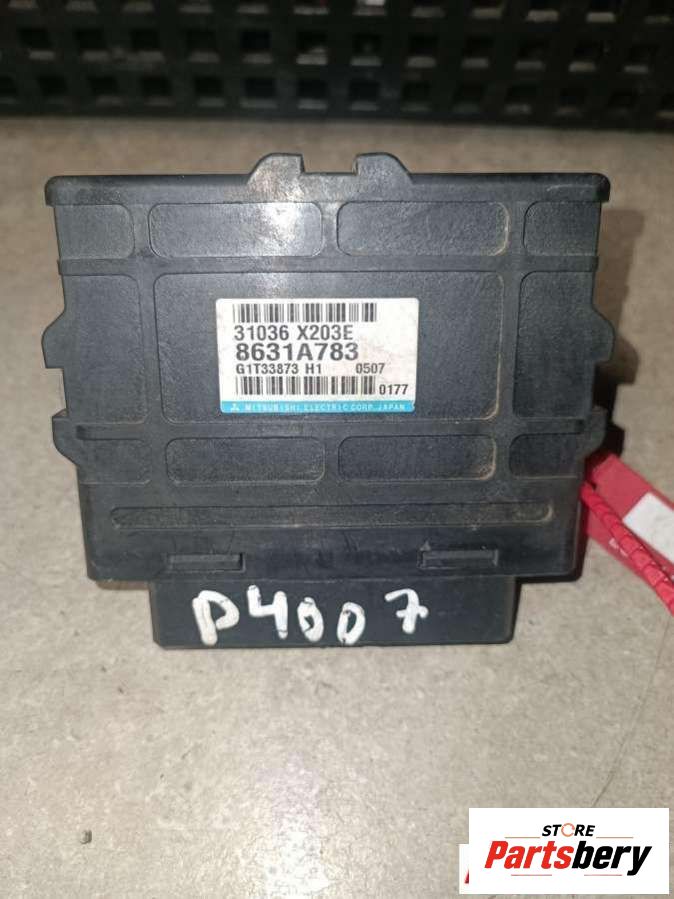 31036 X203E
8631A783
G1T33873 H1 0507
0177
MITSUBISHI ELECTRIC CORP. JAPAN
P4007
STORE
Partsbery